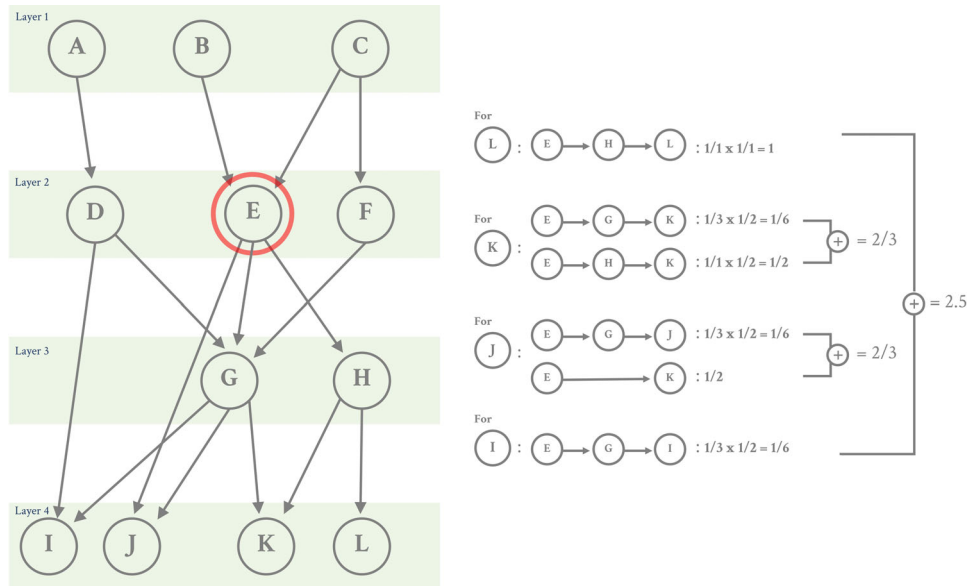 Layer 1
A
B
C
Layer 2
D
E
F
Layer 3
G
H
Layer 4
I
J
K
L
For
L : E H L : 1/1 x 1/1 = 1
For
K : E G K : 1/3 x 1/2 = 1/6
E H K : 1/1 x 1/2 = 1/2
+ = 2/3
For
J : E G J : 1/3 x 1/2 = 1/6
E K : 1/2
+ = 2/3
For
I : E G I : 1/3 x 1/2 = 1/6
+ = 2.5